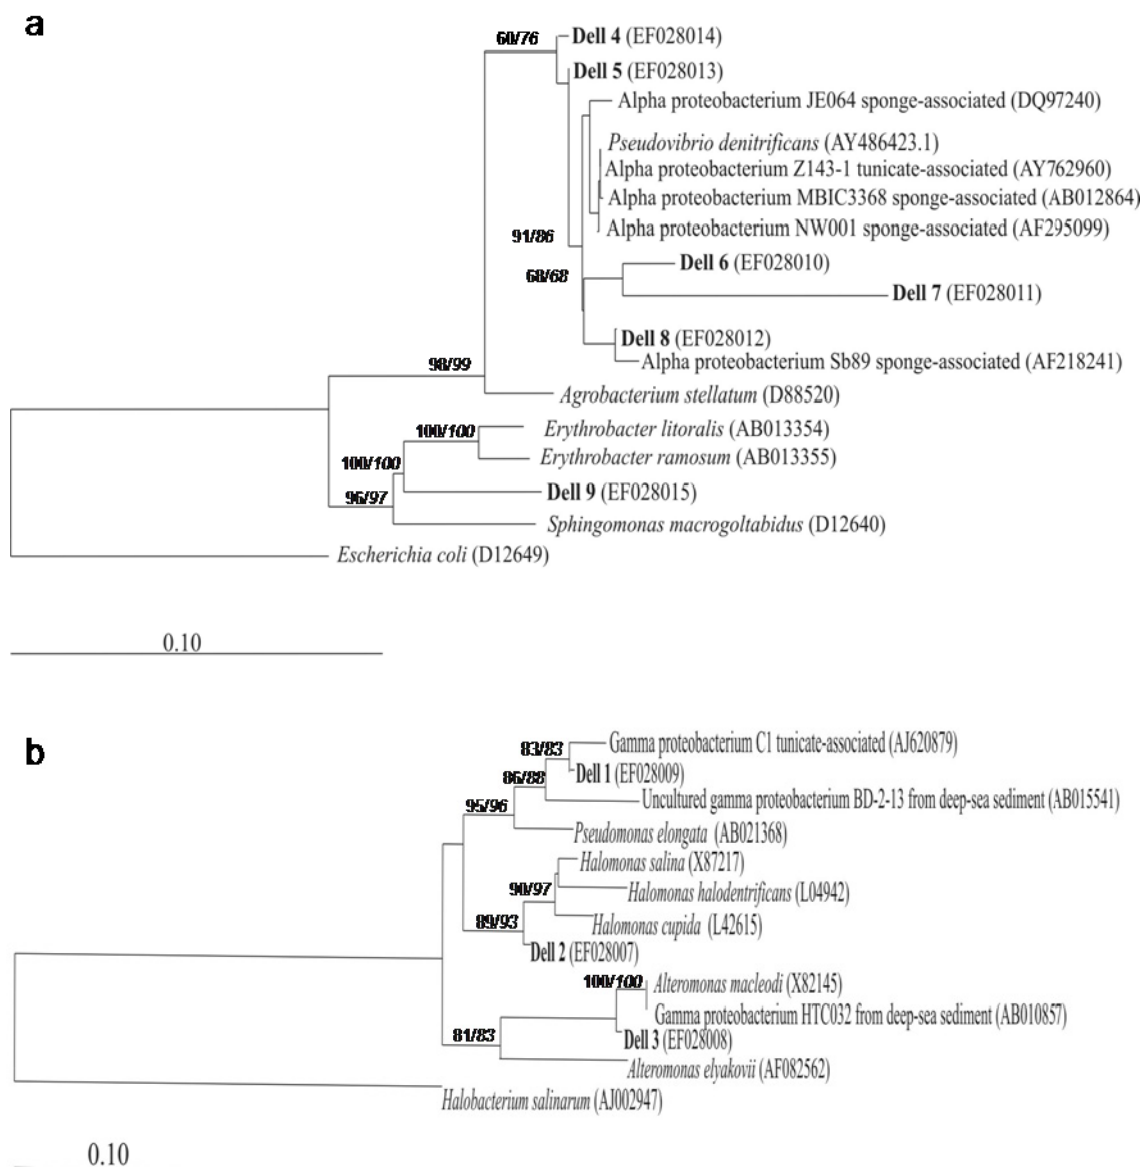 a
60/76
Dell 4 (EF028014)
Dell 5 (EF028013)
Alpha proteobacterium JE064 sponge-associated (DQ97240)
Pseudovibrio denitrificans (AY486423.1)
Alpha proteobacterium Z143-1 tunicate-associated (AY762960)
Alpha proteobacterium MBIC3368 sponge-associated (AB012864)
Alpha proteobacterium NW001 sponge-associated (AF295099)
91/86
Dell 6 (EF028010)
68/68
Dell 7 (EF028011)
Dell 8 (EF028012)
Alpha proteobacterium Sb89 sponge-associated (AF218241)
98/99
Agrobacterium stellatum (D88520)
Erythrobacter litoralis (AB013354)
100/100
Erythrobacter ramosum (AB013355)
100/100
Dell 9 (EF028015)
96/97
Sphingomonas macrogoltabidus (D12640)
Escherichia coli (D12649)
0.10
b
Gamma proteobacterium C1 tunicate-associated (AJ620879)
83/83
Dell 1 (EF028009)
86/88
Uncultured gamma proteobacterium BD-2-13 from deep-sea sediment (AB015541)
95/96
Pseudomonas elongata (AB021368)
Halomonas salina (X87217)
90/97
Halomonas halodentrificans (L04942)
Halomonas cupida (L42615)
89/93
Dell 2 (EF028007)
100/100
Alteromonas macleodi (X82145)
Gamma proteobacterium HTC032 from deep-sea sediment (AB010857)
81/83
Dell 3 (EF028008)
Alteromonas elyakovii (AF082562)
Halobacterium salinarum (AJ002947)
0.10